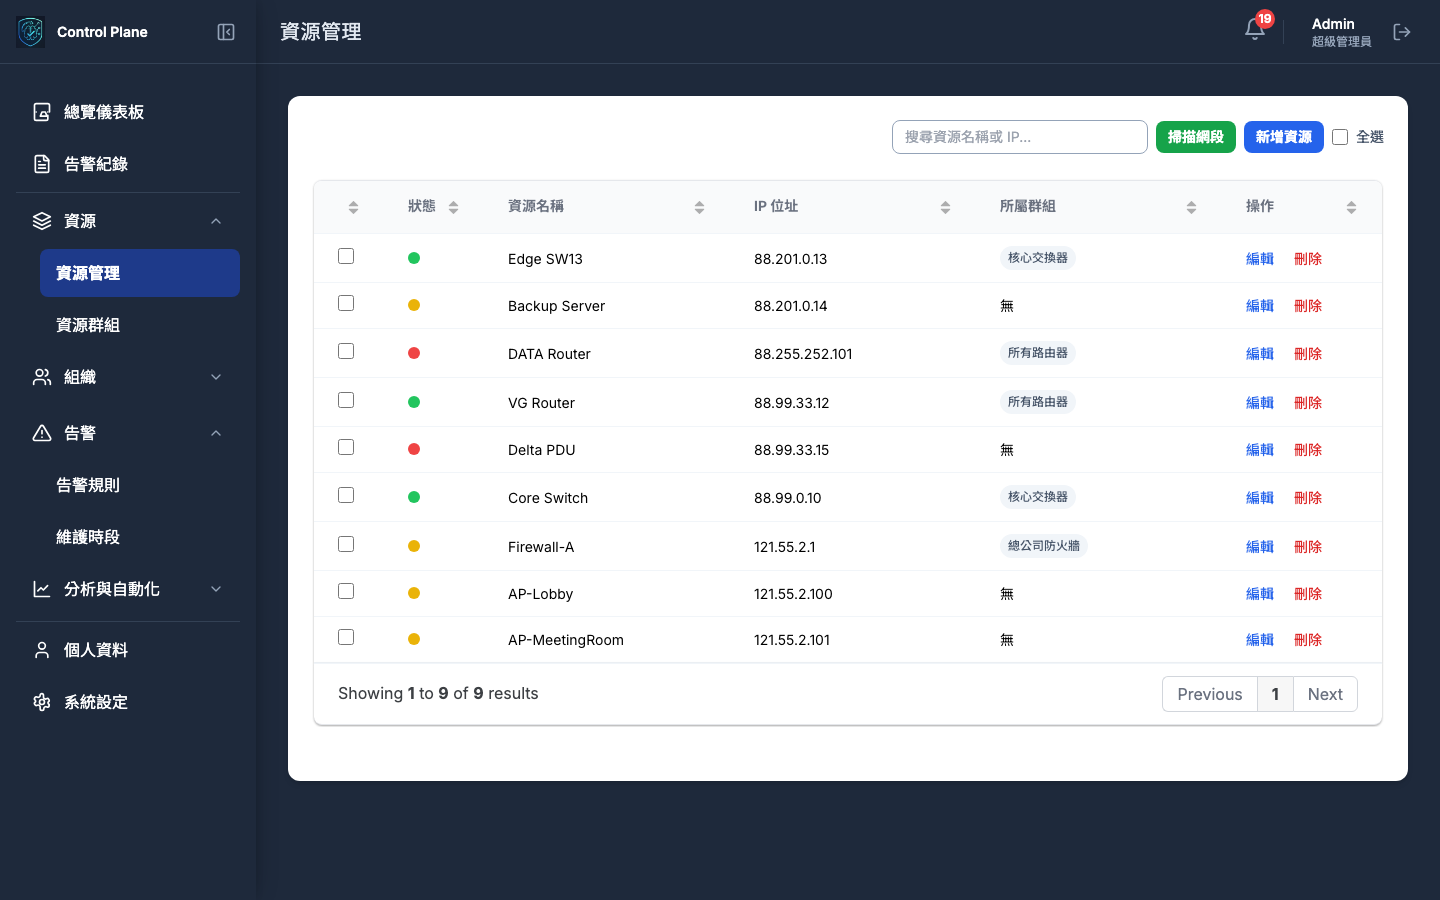 Control Plane
資源管理
19
Admin
超級管理員
總覽儀表板
告警紀錄
資源
資源管理
資源群組
組織
告警
告警規則
維護時段
分析與自動化
個人資料
系統設定
搜尋資源名稱或 IP...
掃描網段
新增資源
全選
狀態 資源名稱 IP 位址 所屬群組 操作
Edge SW13 88.201.0.13 核心交換器 編輯 刪除
Backup Server 88.201.0.14 無 編輯 刪除
DATA Router 88.255.252.101 所有路由器 編輯 刪除
VG Router 88.99.33.12 所有路由器 編輯 刪除
Delta PDU 88.99.33.15 無 編輯 刪除
Core Switch 88.99.0.10 核心交換器 編輯 刪除
Firewall-A 121.55.2.1 總公司防火牆 編輯 刪除
AP-Lobby 121.55.2.100 無 編輯 刪除
AP-MeetingRoom 121.55.2.101 無 編輯 刪除
Showing 1 to 9 of 9 results
Previous 1 Next